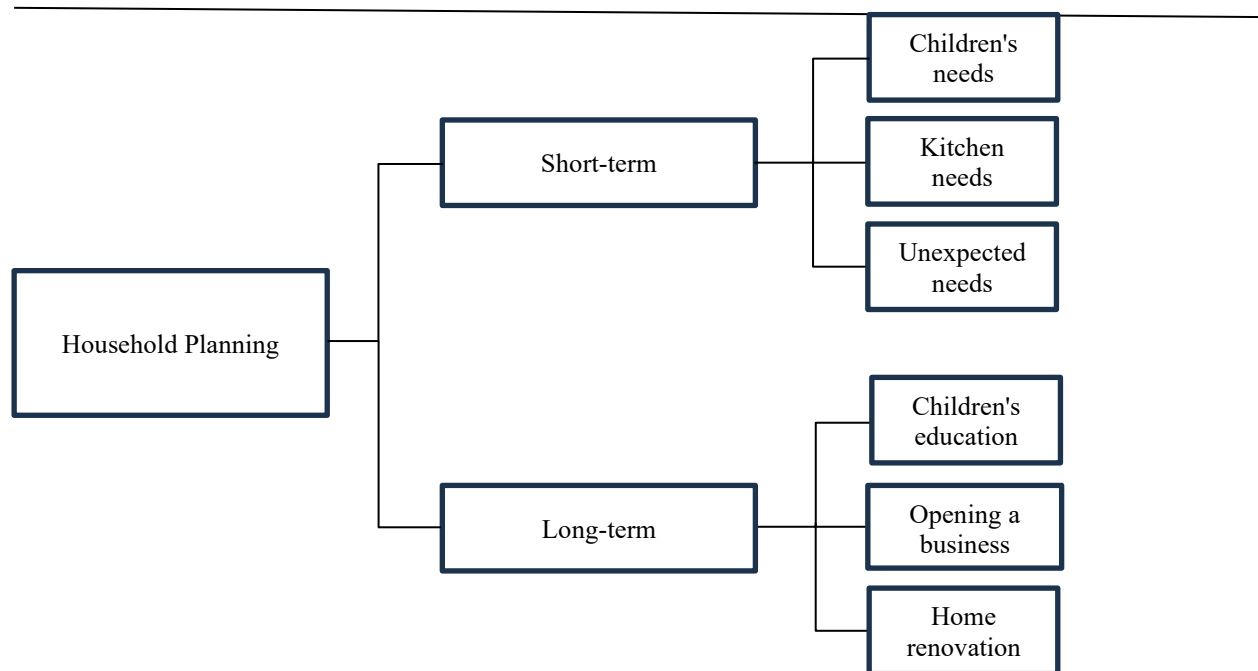 Children's
needs
Short-term
Kitchen
needs
Unexpected
needs
Household Planning
Children's
education
Long-term
Opening a
business
Home
renovation